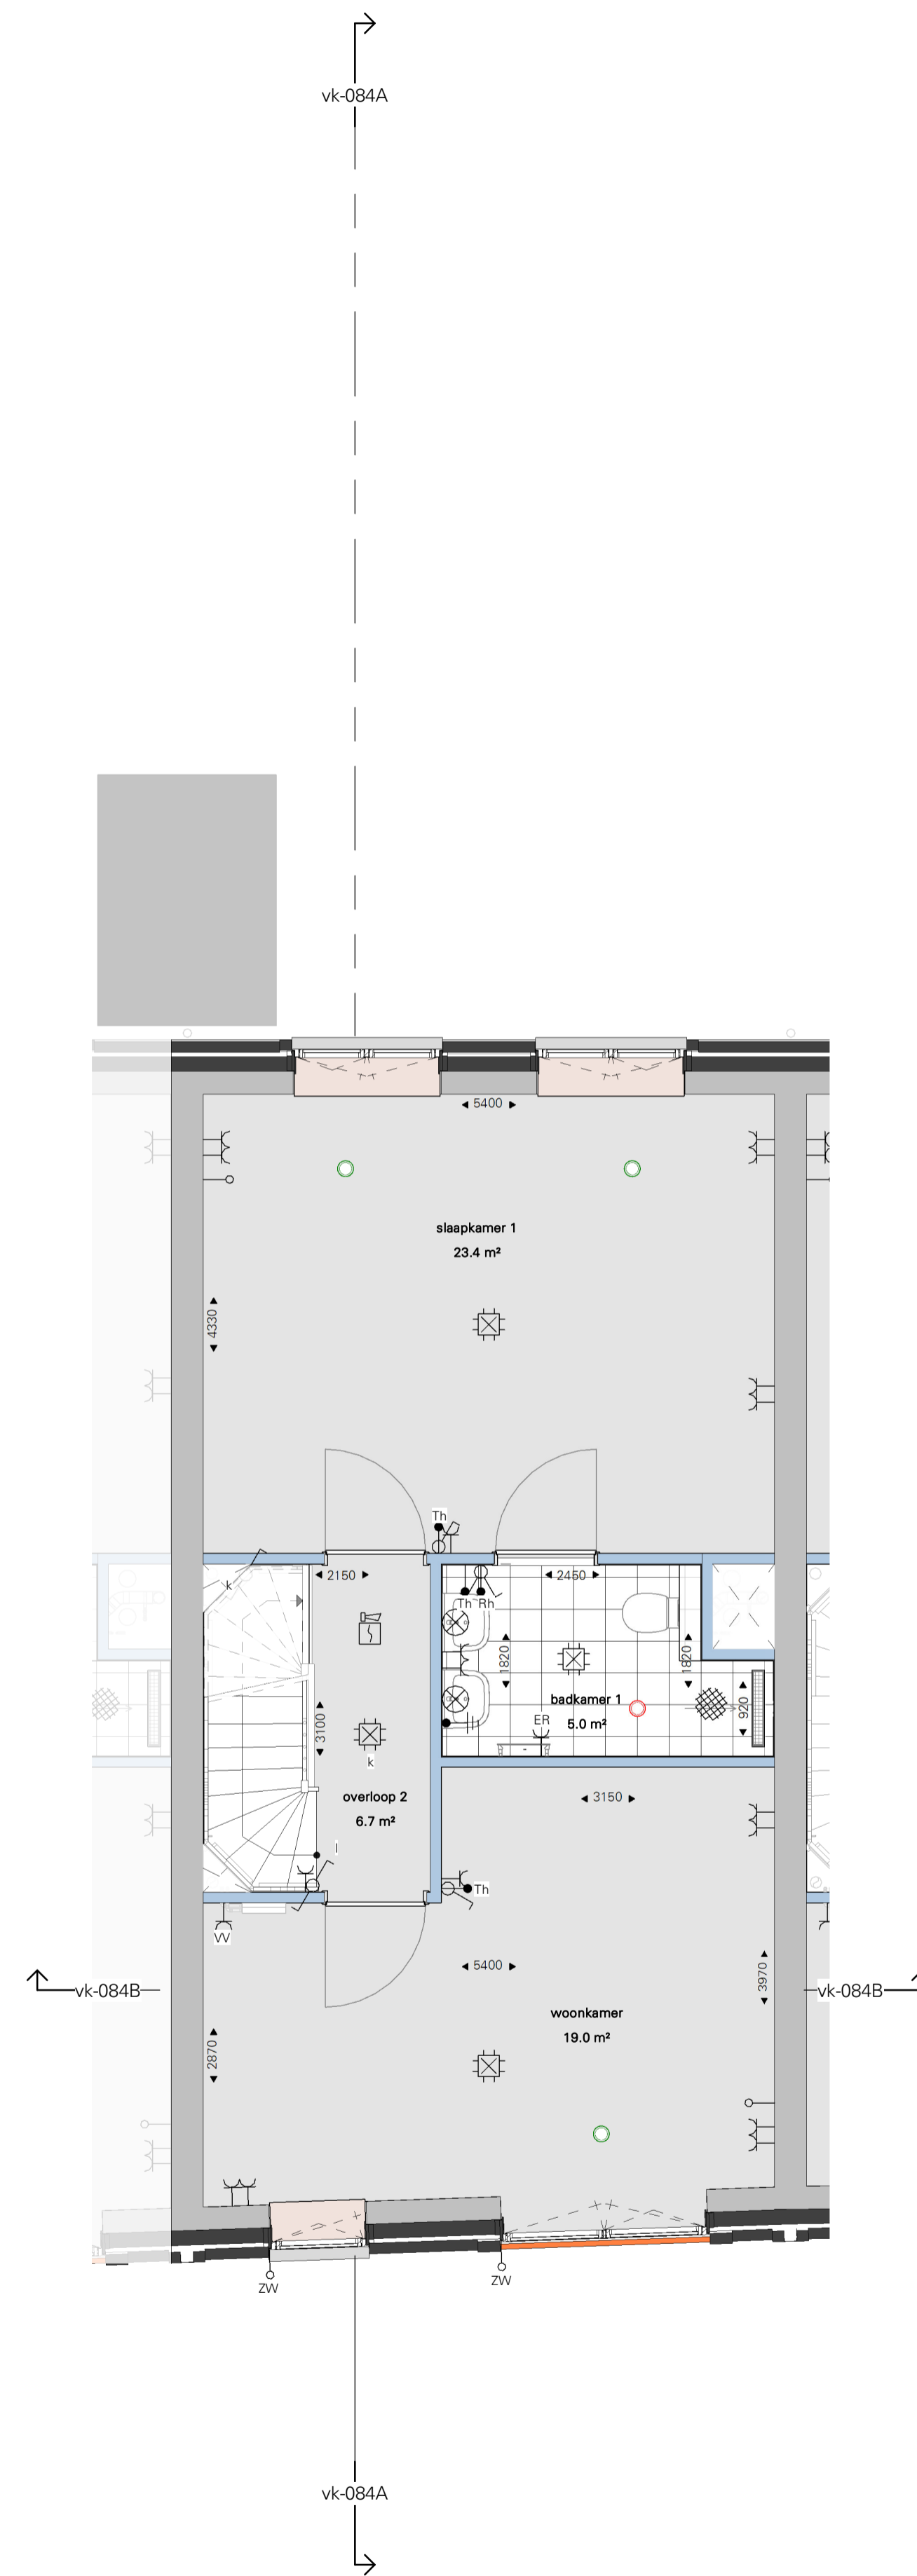 vk-084A
5400
slaapkamer 1
23.4 m²
4330
Th
k
2150
2450
Th Rh
1820
1820
badkamer 1
5.0 m²
920
ER
3100
k
overloop 2
6.7 m²
3150
l
Th
VV
5400
3970
vk-084B
vk-084B
woonkamer
19.0 m²
2870
ZW
ZW
vk-084A